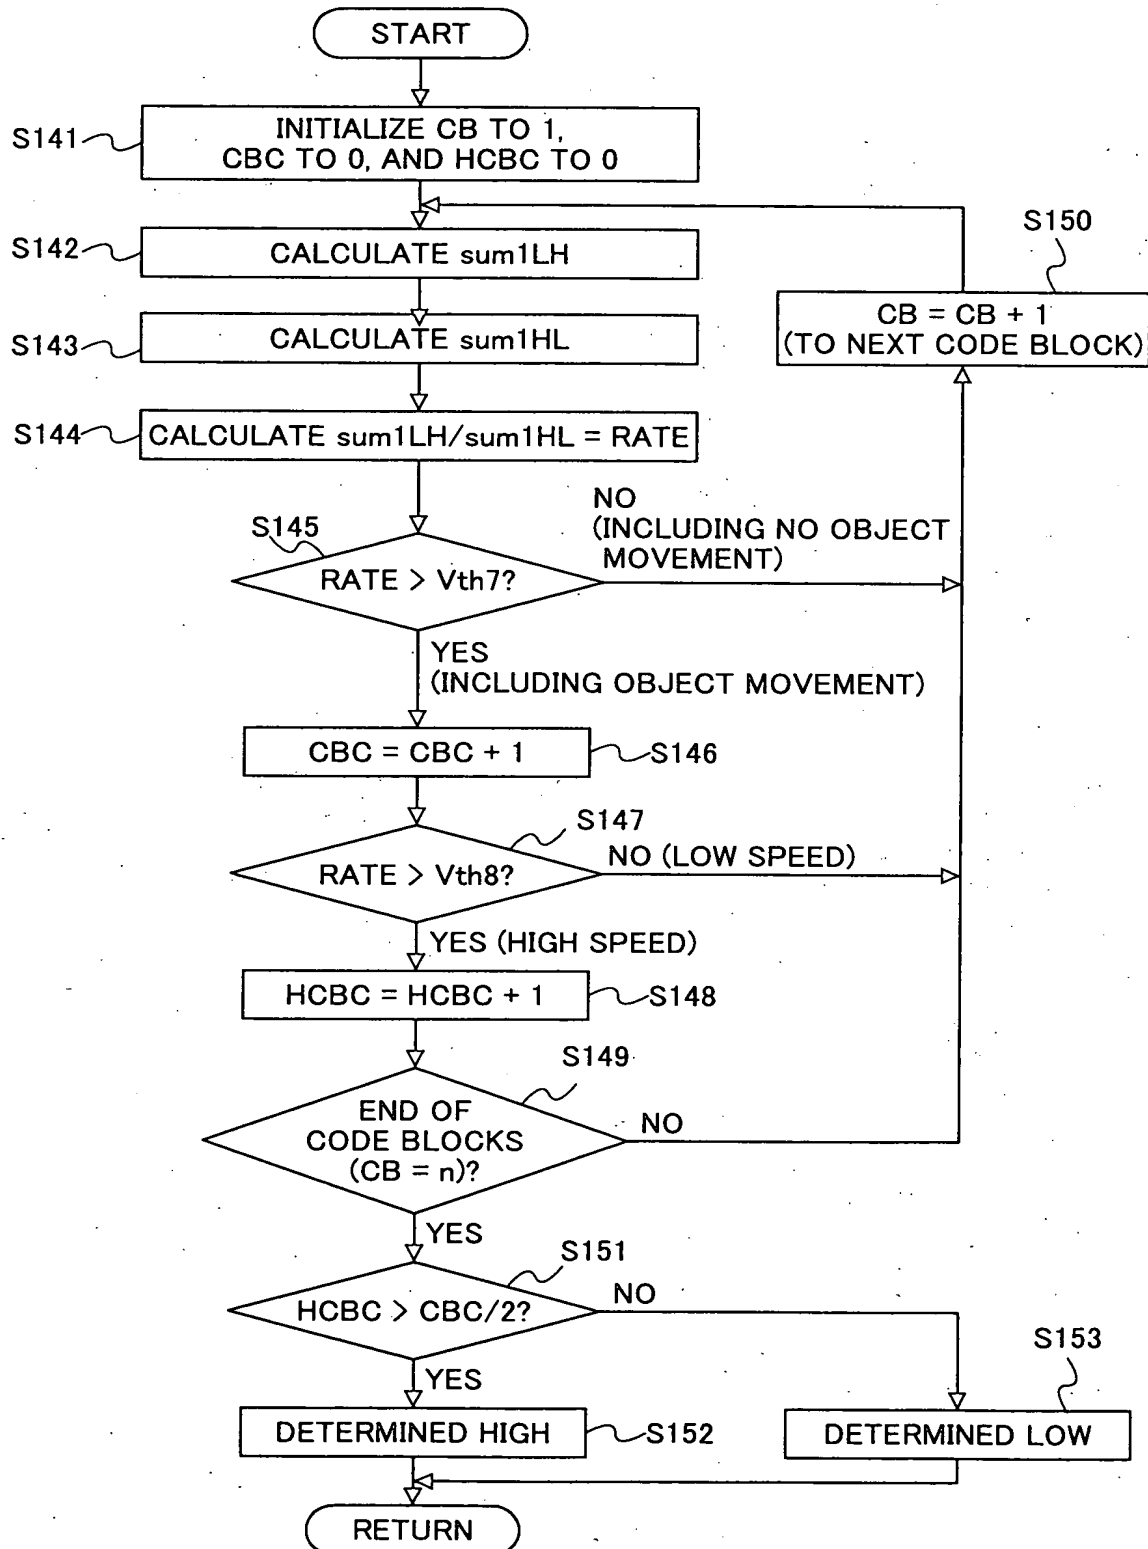 START
S141
INITIALIZE CB TO 1,
CBC TO 0, AND HCBC TO 0
S150
S142
CALCULATE sum1LH
CB = CB + 1
(TO NEXT CODE BLOCK)
S143
CALCULATE sum1HL
S144
CALCULATE sum1LH/sum1HL = RATE
NO
(INCLUDING NO OBJECT
MOVEMENT)
S145
RATE > Vth7?
YES
(INCLUDING OBJECT MOVEMENT)
CBC = CBC + 1
S146
S147
RATE > Vth8?
NO (LOW SPEED)
YES (HIGH SPEED)
HCBC = HCBC + 1
S148
S149
END OF
CODE BLOCKS
(CB = n)?
NO
YES
S151
HCBC > CBC/2?
NO
S153
YES
DETERMINED HIGH
S152
DETERMINED LOW
RETURN